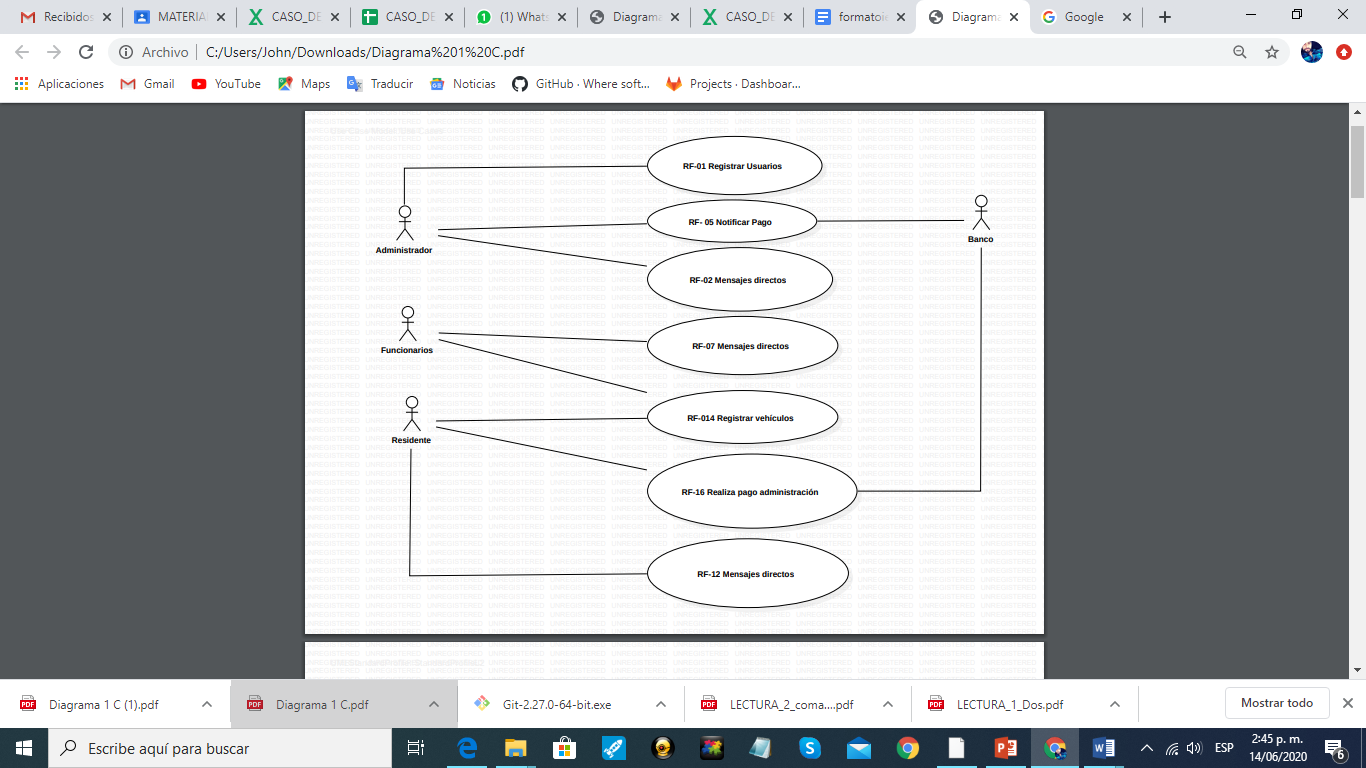 Recibidos
MATERIAL
CASO_DE
CASO_DE
(1) Whats
Diagrama
CASO_DE
formatoie
Diagrama
Google
Archivo
C:/Users/John/Downloads/Diagrama%201%20C.pdf
Aplicaciones
Gmail
YouTube
Maps
Traducir
Noticias
GitHub · Where soft...
Projects · Dashboar...
RF-01 Registrar Usuarios
RF- 05 Notificar Pago
Administrador
Banco
RF-02 Mensajes directos
RF-07 Mensajes directos
Funcionarios
RF-014 Registrar vehículos
Residente
RF-16 Realiza pago administración
RF-12 Mensajes directos
UNREGISTERED
Diagrama 1 C (1).pdf
Diagrama 1 C.pdf
Git-2.27.0-64-bit.exe
LECTURA_2_coma....pdf
LECTURA_1_Dos.pdf
Mostrar todo
Escribe aquí para buscar
ESP
2:45 p. m.
14/06/2020
6